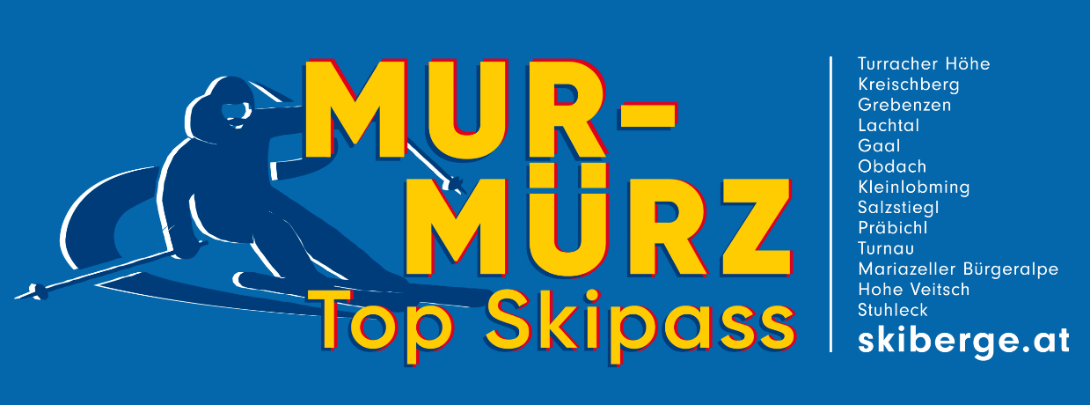 MUR-
MÜRZ
Top Skipass
Turracher Höhe
Kreischberg
Grebenzen
Lachtal
Gaal
Obdach
Kleinlobming
Salzstiegl
Präbichl
Turnau
Mariazeller Bürgeralpe
Hohe Veitsch
Stuhleck
skiberge.at